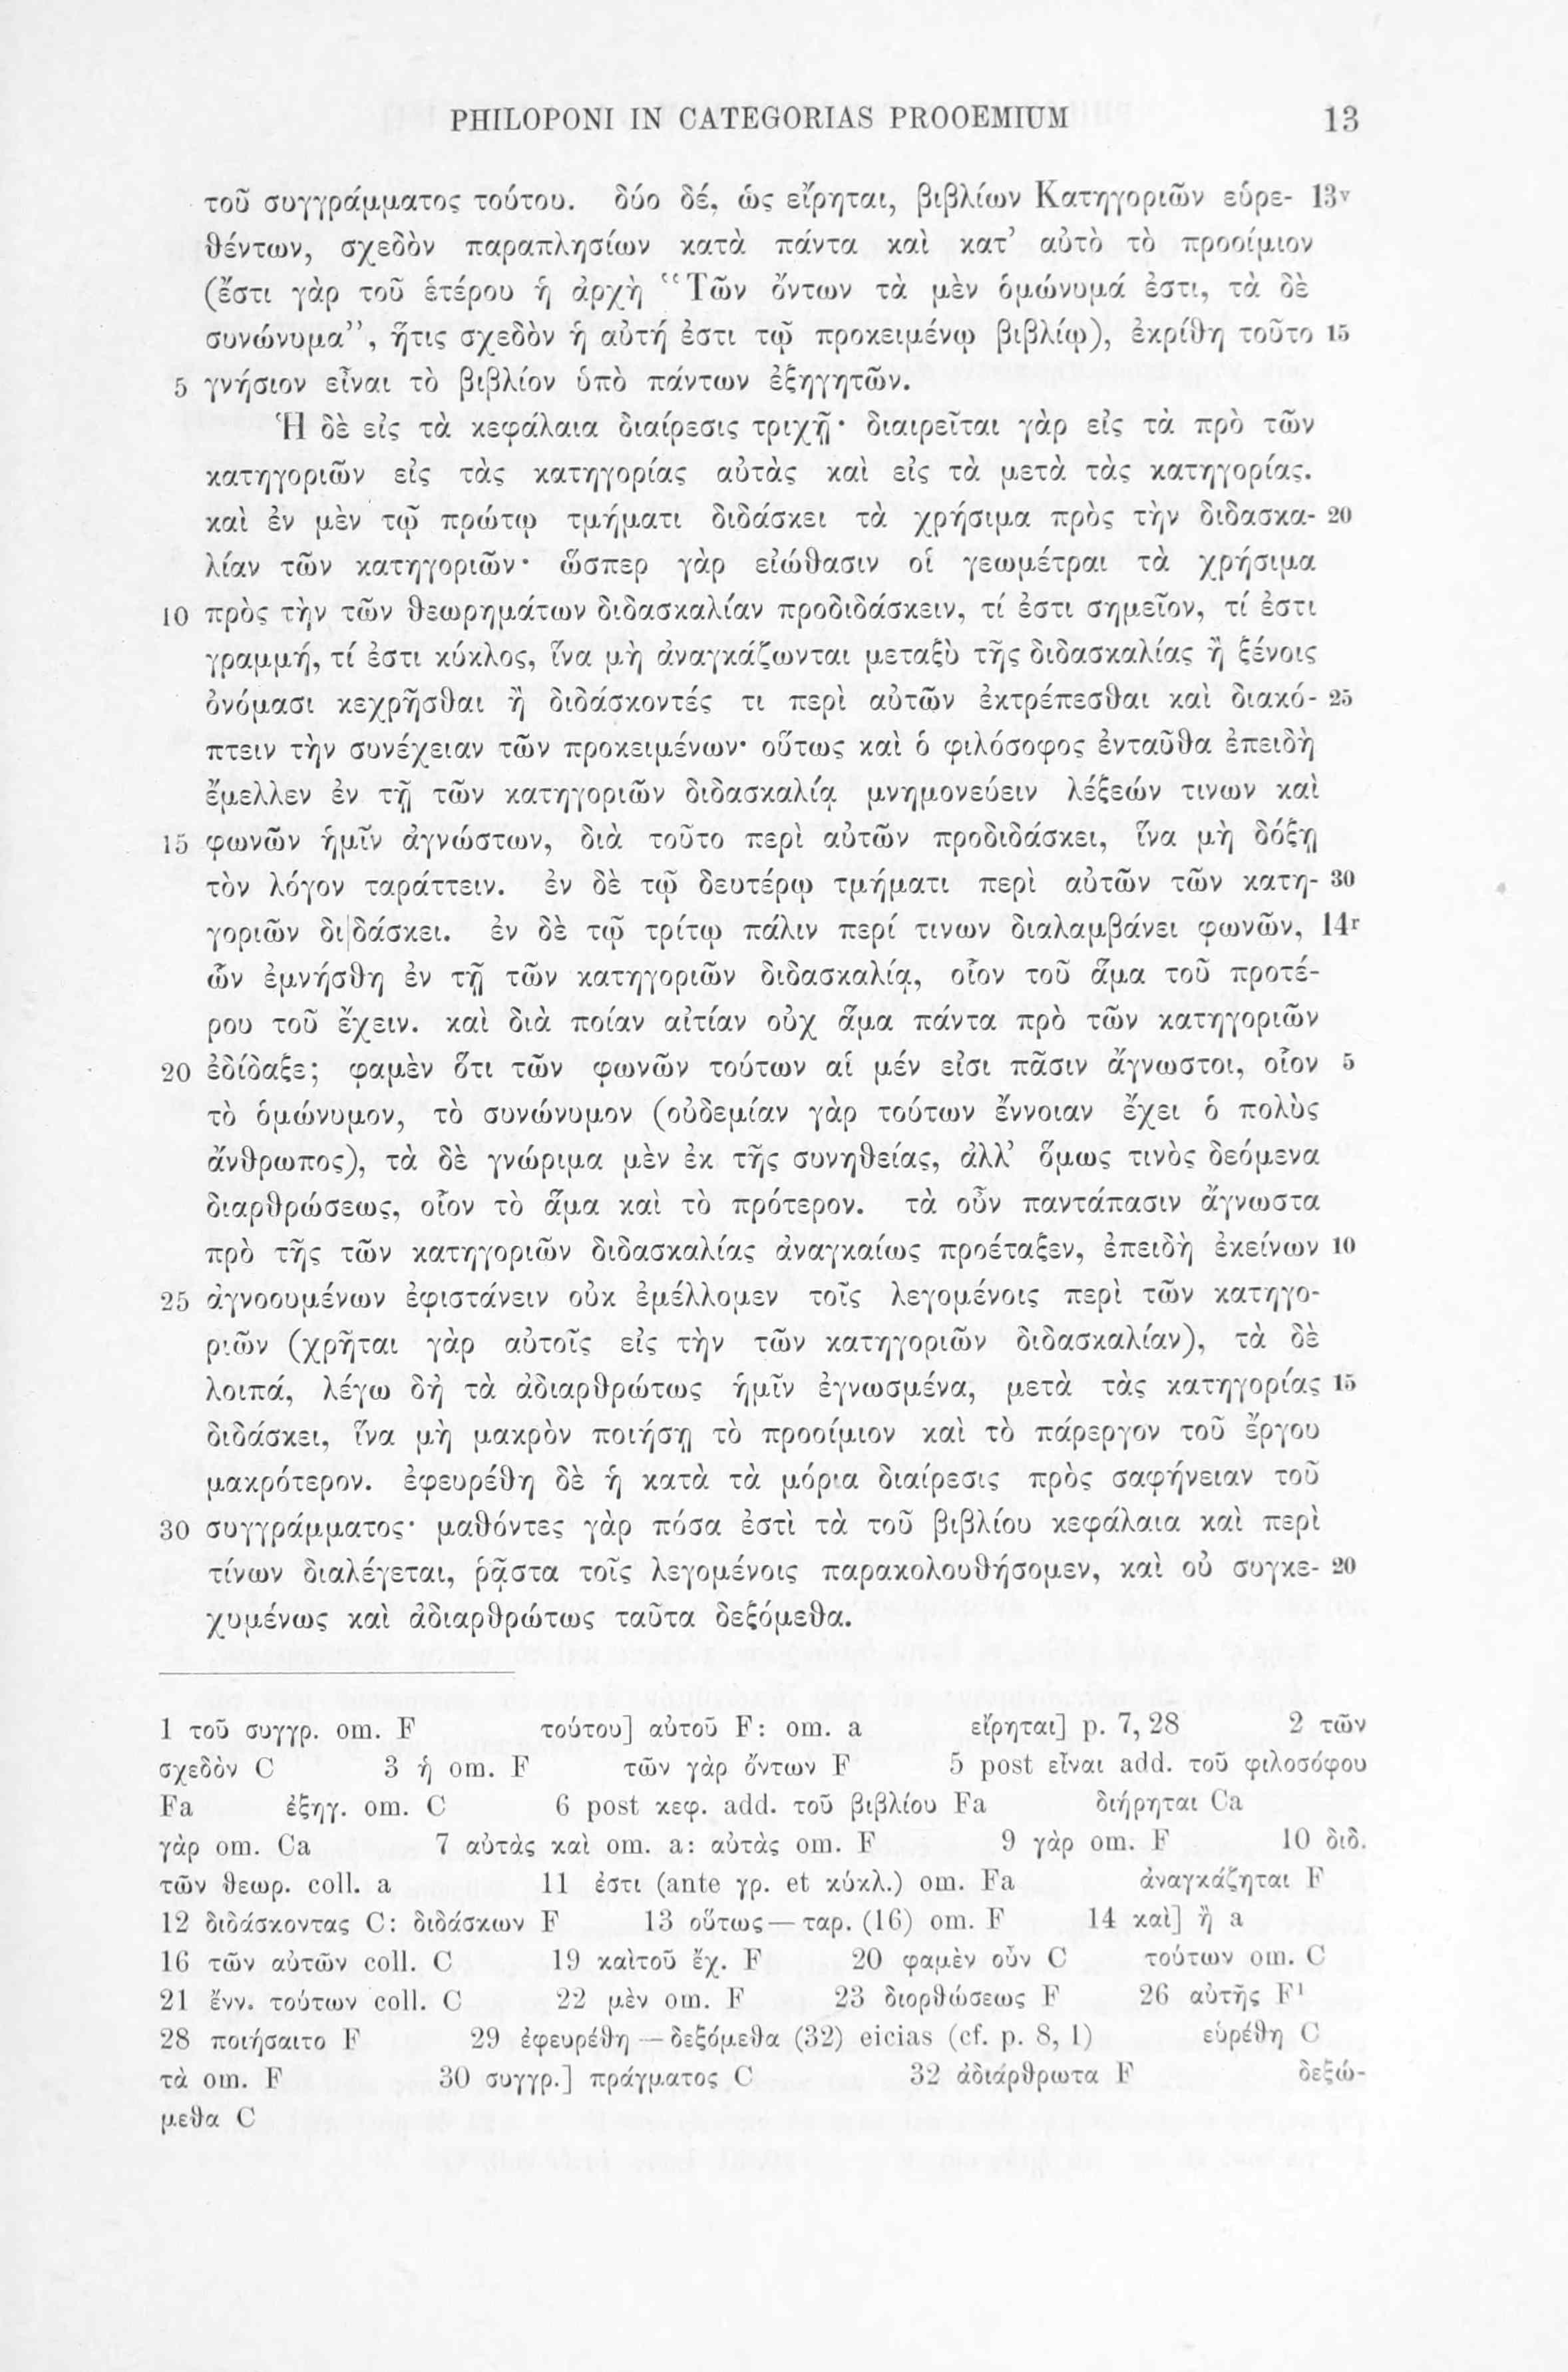 PHILOPONI IN CATEGORIAS PROOEMIUM 13
τοῦ συγγράμματος τούτου. δύο δέ, ὡς εἴρηται, βιβλίων Κατηγοριῶν εὑρε- 13v
θέντων, σχεδὸν παραπλησίων κατὰ πάντα καὶ κατ’ αὐτὸ τὸ προοίμιον
(ἔστι γὰρ τοῦ ἑτέρου ἡ ἀρχὴ “Τῶν ὄντων τὰ μὲν ὁμώνυμά ἐστι, τὰ δὲ
συνώνυμα”, ἥτις σχεδὸν ἡ αὐτή ἐστι τῷ προκειμένῳ βιβλίῳ), ἐκρίθη τοῦτο 15
5 γνήσιον εἶναι τὸ βιβλίον ὑπὸ πάντων ἐξηγητῶν.
Ἡ δὲ εἰς τὰ κεφάλαια διαίρεσις τριχῇ· διαιρεῖται γὰρ εἰς τὰ πρὸ τῶν
κατηγοριῶν εἰς τὰς κατηγορίας αὐτὰς καὶ εἰς τὰ μετὰ τὰς κατηγορίας.
καὶ ἐν μὲν τῷ πρώτῳ τμήματι διδάσκει τὰ χρήσιμα πρὸς τὴν διδασκα- 20
λίαν τῶν κατηγοριῶν· ὥσπερ γὰρ εἰώθασιν οἱ γεωμέτραι τὰ χρήσιμα
10 πρὸς τὴν τῶν θεωρημάτων διδασκαλίαν προδιδάσκειν, τί ἐστι σημεῖον, τί ἐστι
γραμμή, τί ἐστι κύκλος, ἵνα μὴ ἀναγκάζωνται μεταξὺ τῆς διδασκαλίας ἢ ξένοις
ὀνόμασι κεχρῆσθαι ἢ διδάσκοντές τι περὶ αὐτῶν ἐκτρέπεσθαι καὶ διακό- 25
πτειν τὴν συνέχειαν τῶν προκειμένων· οὕτως καὶ ὁ φιλόσοφος ἐνταῦθα ἐπειδὴ
ἔμελλεν ἐν τῇ τῶν κατηγοριῶν διδασκαλίᾳ μνημονεύειν λέξεών τινων καὶ
15 φωνῶν ἡμῖν ἀγνώστων, διὰ τοῦτο περὶ αὐτῶν προδιδάσκει, ἵνα μὴ δόξῃ
τὸν λόγον ταράττειν. ἐν δὲ τῷ δευτέρῳ τμήματι περὶ αὐτῶν τῶν κατη- 30
γοριῶν δι|δάσκει. ἐν δὲ τῷ τρίτῳ πάλιν περί τινων διαλαμβάνει φωνῶν, 14r
ὧν ἐμνήσθη ἐν τῇ τῶν κατηγοριῶν διδασκαλίᾳ, οἷον τοῦ ἅμα τοῦ προτέ-
ρου τοῦ ἔχειν. καὶ διὰ ποίαν αἰτίαν οὐχ ἅμα πάντα πρὸ τῶν κατηγοριῶν
20 ἐδίδαξε; φαμὲν ὅτι τῶν φωνῶν τούτων αἱ μέν εἰσι πᾶσιν ἄγνωστοι, οἷον 5
τὸ ὁμώνυμον, τὸ συνώνυμον (οὐδεμίαν γὰρ τούτων ἔννοιαν ἔχει ὁ πολὺς
ἄνθρωπος), τὰ δὲ γνώριμα μὲν ἐκ τῆς συνηθείας, ἀλλ’ ὅμως τινὸς δεόμενα
διαρθρώσεως, οἷον τὸ ἅμα καὶ τὸ πρότερον. τὰ οὖν παντάπασιν ἄγνωστα
πρὸ τῆς τῶν κατηγοριῶν διδασκαλίας ἀναγκαίως προέταξεν, ἐπειδὴ ἐκείνων 10
25 ἀγνοουμένων ἐφιστάνειν οὐκ ἐμέλλομεν τοῖς λεγομένοις περὶ τῶν κατηγο-
ριῶν (χρῆται γὰρ αὐτοῖς εἰς τὴν τῶν κατηγοριῶν διδασκαλίαν), τὰ δὲ
λοιπά, λέγω δὴ τὰ ἀδιαρθρώτως ἡμῖν ἐγνωσμένα, μετὰ τὰς κατηγορίας 15
διδάσκει, ἵνα μὴ μακρὸν ποιήσῃ τὸ προοίμιον καὶ τὸ πάρεργον τοῦ ἔργου
μακρότερον. ἐφευρέθη δὲ ἡ κατὰ τὰ μόρια διαίρεσις πρὸς σαφήνειαν τοῦ
30 συγγράμματος· μαθόντες γὰρ πόσα ἐστὶ τὰ τοῦ βιβλίου κεφάλαια καὶ περὶ
τίνων διαλέγεται, ῥᾷστα τοῖς λεγομένοις παρακολουθήσομεν, καὶ οὐ συγκε- 20
χυμένως καὶ ἀδιαρθρώτως ταῦτα δεξόμεθα.
1 τοῦ συγγρ. om. F τούτου] αὐτοῦ F: om. a εἴρηται] p. 7, 28 2 τῶν
σχεδὸν C 3 ἡ om. F τῶν γὰρ ὄντων F 5 post εἶναι add. τοῦ φιλοσόφου
Fa ἐξηγ. om. C 6 post κεφ. add. τοῦ βιβλίου Fa διήρηται Ca
γὰρ om. Ca 7 αὐτὰς καὶ om. a: αὐτὰς om. F 9 γὰρ om. F 10 διδ.
τῶν θεωρ. coll. a 11 ἐστι (ante γρ. et κύκλ.) om. Fa ἀναγκάζηται F
12 διδάσκοντας C: διδάσκων F 13 οὕτως — ταρ. (16) om. F 14 καὶ] ἢ a
16 τῶν αὐτῶν coll. C 19 καὶτοῦ ἔχ. F 20 φαμὲν οὖν C τούτων om. C
21 ἔνν. τούτων coll. C 22 μὲν om. F 23 διορθώσεως F 26 αὐτῆς F¹
28 ποιήσαιτο F 29 ἐφευρέθη — δεξόμεθα (32) eicias (cf. p. 8, 1) εὑρέθη C
τὰ om. F 30 συγγρ.] πράγματος C 32 ἀδιάρθρωτα F δεξώ-
μεθα C